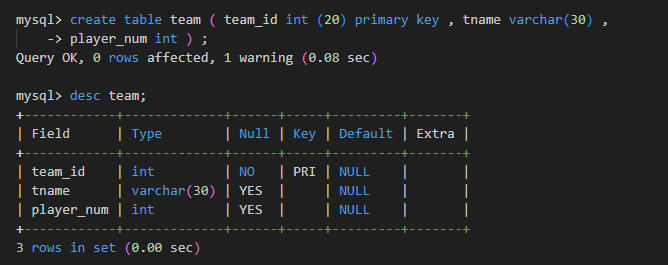 mysql> create table team ( team_id int (20) primary key , tname varchar(30) ,
    -> player_num int ) ;
Query OK, 0 rows affected, 1 warning (0.08 sec)

mysql> desc team;
+------------+-------------+------+-----+---------+-------+
| Field      | Type        | Null | Key | Default | Extra |
+------------+-------------+------+-----+---------+-------+
| team_id    | int         | NO   | PRI | NULL    |       |
| tname      | varchar(30) | YES  |     | NULL    |       |
| player_num | int         | YES  |     | NULL    |       |
+------------+-------------+------+-----+---------+-------+
3 rows in set (0.00 sec)